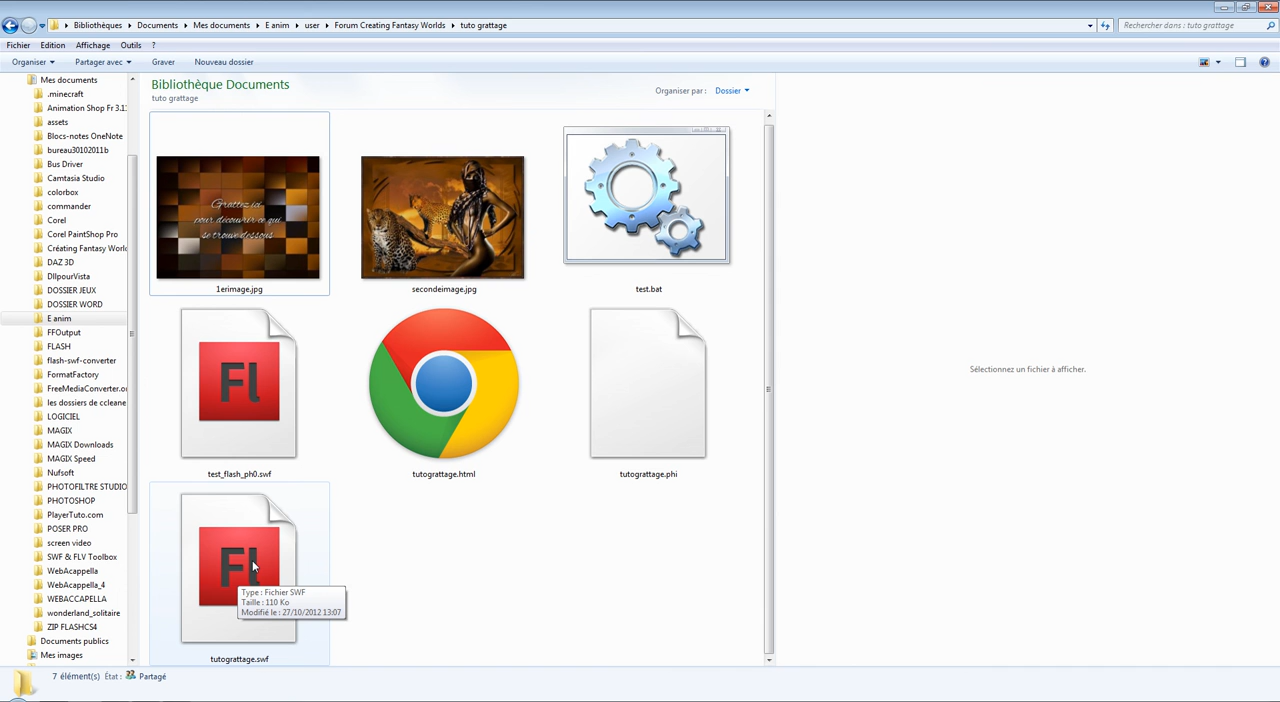 Bibliothèques ▸ Documents ▸ Mes documents ▸ E anim ▸ user ▸ Forum Creating Fantasy Worlds ▸ tuto grattage
Rechercher dans : tuto grattage
Fichier Edition Affichage Outils ?
Organiser Partager avec Graver Nouveau dossier
Mes documents
.minecraft
Animation Shop Fr 3.1
assets
Blocs-notes OneNote
bureau30102011b
Bus Driver
Camtasia Studio
colorbox
commander
Corel
Corel PaintShop Pro
Créating Fantasy World
DAZ 3D
DllpourVista
DOSSIER JEUX
DOSSIER WORD
E anim
FFOutput
FLASH
flash-swf-converter
FormatFactory
FreeMediaConverter.o
les dossiers de ccleane
LOGICIEL
MAGIX
MAGIX Downloads
MAGIX Speed
Nufsoft
PHOTOFILTRE STUDIO
PHOTOSHOP
PlayerTuto.com
POSER PRO
screen video
SWF & FLV Toolbox
WebAcappella
WebAcappella_4
WEBACCAPELLA
wonderland_solitaire
ZIP FLASHCS4
Documents publics
Mes images
Bibliothèque Documents
tuto grattage
Organiser par : Dossier
Grattez ici
pour découvrir ce qui
se trouve dessous
1erimage.jpg
secondeimage.jpg
test.bat
Fl
test_flash_ph0.swf
tutograttage.html
tutograttage.phi
Fl
Type : Fichier SWF
Taille : 110 Ko
Modifié le : 27/10/2012 13:07
tutograttage.swf
Sélectionnez un fichier à afficher.
7 élément(s) État : Partagé